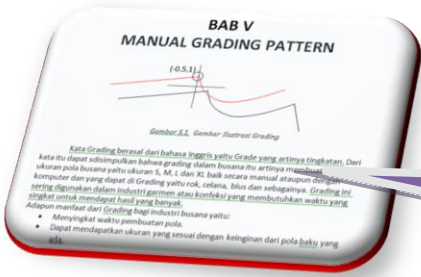 BAB V
MANUAL GRADING PATTERN
(-0.5,1)
Gambar 5.1. Gambar Ilustrasi Grading
Kata Grading berasal dari bahasa Inggris yaitu Grade yang artinya tingkatan. Dari
kata itu dapat sdisimpulkan bahwa grading dalam busana itu artinya membuat
ukuran pola busana yaitu ukuran S, M, L dan XL baik secara manual ataupun dengan
komputer dan yang dapat di Grading yaitu rok, celana, blus dan sebagainya. Grading ini
sering digunakan dalam industri garmen atau konfeksi yang membutuhkan waktu yang
singkat untuk mendapat hasil yang banyak.
Adapun manfaat dari Grading bagi industri busana yaitu:
• Menyingkat waktu pembuatan pola.
• Dapat mendapatkan ukuran yang sesuai dengan keinginan dari pola baku yang
ada.